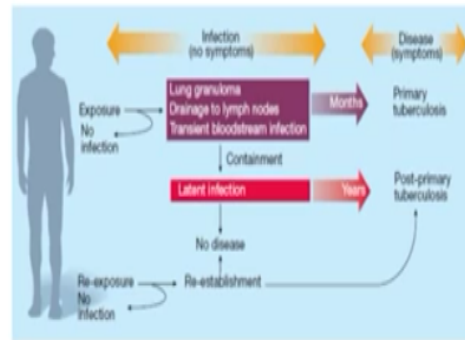 Infection
(no symptoms)
Disease
(symptoms)
Exposure
No
infection
Lung granuloma
Drainage to lymph nodes
Transient bloodstream infection
Months
Primary
tuberculosis
Containment
Latent infection
Years
Post-primary
tuberculosis
No disease
Re-exposure
No
infection
Re-establishment